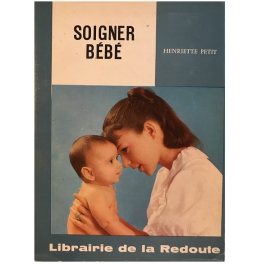 SOIGNER
BÉBÉ
HENRIETTE PETIT
Librairie de la Redoute